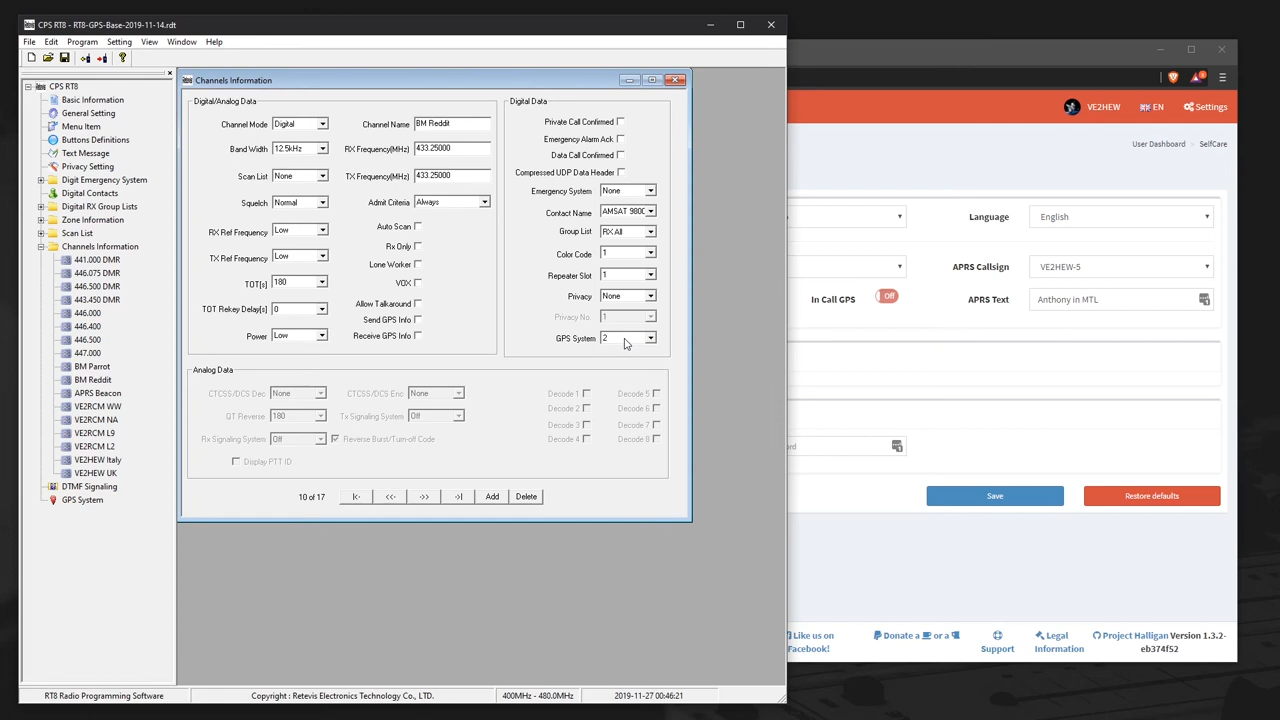 CPS RT8 - RT8-GPS-Base-2019-11-14.rdt
File Edit Program Setting View Window Help
CPS RT8
Basic Information
General Setting
Menu Item
Buttons Definitions
Text Message
Privacy Setting
Digit Emergency System
Digital Contacts
Digital RX Group Lists
Zone Information
Scan List
Channels Information
441.000 DMR
446.075 DMR
446.500 DMR
443.450 DMR
446.000
446.400
446.500
447.000
BM Parrot
BM Reddit
APRS Beacon
VE2RCM WW
VE2RCM NA
VE2RCM L9
VE2RCM L2
VE2HEW Italy
VE2HEW UK
DTMF Signaling
GPS System
Channels Information
Digital/Analog Data
Channel Mode Digital
Band Width 12.5kHz
Scan List None
Squelch Normal
RX Ref Frequency Low
TX Ref Frequency Low
TOT[s] 180
TOT Rekey Delay[s] 0
Power Low
Channel Name BM Reddit
RX Frequency(MHz) 433.25000
TX Frequency(MHz) 433.25000
Admit Criteria Always
Auto Scan
Rx Only
Lone Worker
VOX
Allow Talkaround
Send GPS Info
Receive GPS Info
Digital Data
Private Call Confirmed
Emergency Alarm Ack
Data Call Confirmed
Compressed UDP Data Header
Emergency System None
Contact Name AMSAT 980
Group List RX All
Color Code 1
Repeater Slot 1
Privacy None
Privacy No. 1
GPS System 2
Analog Data
CTCSS/DCS Dec None CTCSS/DCS Enc None
QT Reverse 180 Tx Signaling System Off
Rx Signaling System Off Reverse Burst/Turn-off Code
Display PTT ID
Decode 1 Decode 5
Decode 2 Decode 6
Decode 3 Decode 7
Decode 4 Decode 8
10 of 17 |<- <<- ->> ->| Add Delete
RT8 Radio Programming Software Copyright : Retevis Electronics Technology Co., LTD. 400MHz - 480.0MHz 2019-11-27 00:46:21
VE2HEW EN Settings
User Dashboard > SelfCare
Language English
APRS Callsign VE2HEW-5
In Call GPS Off APRS Text Anthony in MTL
Save Restore defaults
Like us on
Facebook!
Donate a or a
Support
Legal
Information
Project Halligan Version 1.3.2-
eb374f52